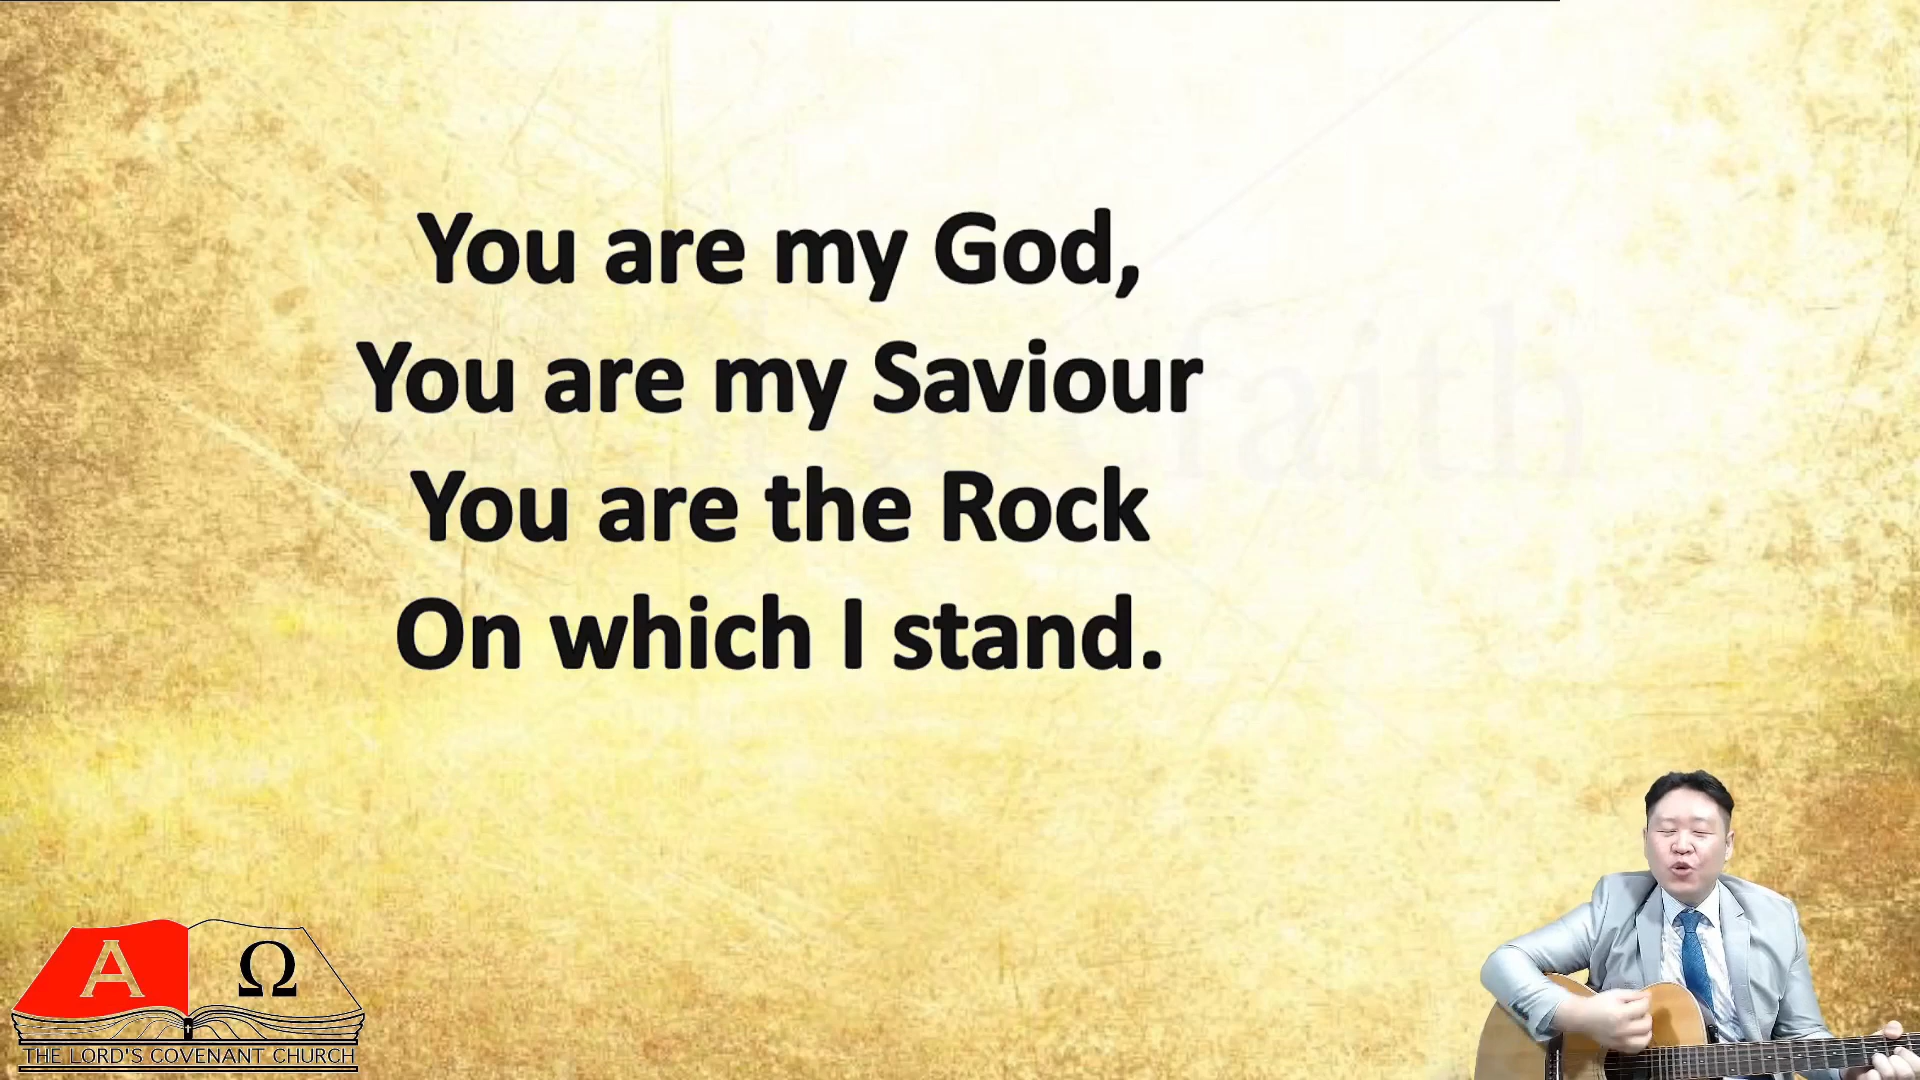 You are my God,
You are my Saviour
You are the Rock
On which I stand.
faith
Α Ω
THE LORD'S COVENANT CHURCH